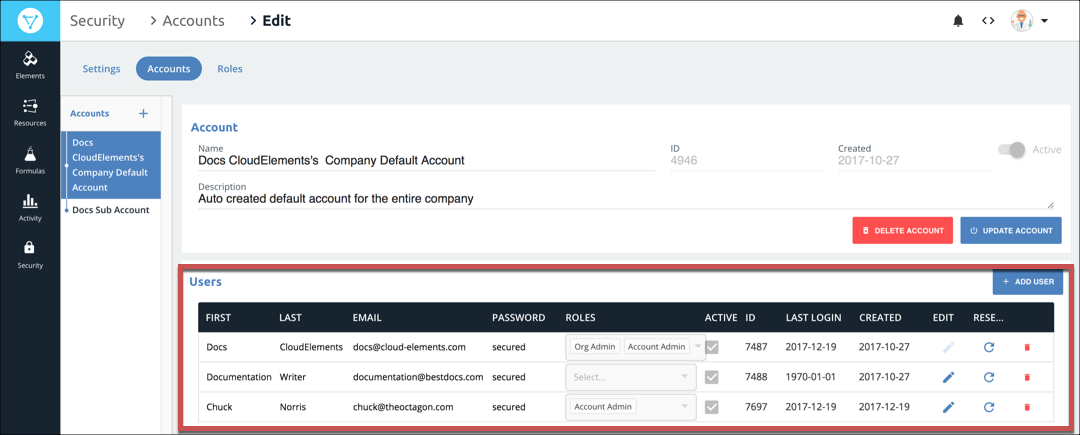 Security > Accounts > Edit
Elements
Resources
Formulas
Activity
Security
Settings Accounts Roles
Accounts +
Docs
CloudElements's
Company Default
Account
Docs Sub Account
Account
Name ID Created
Docs CloudElements's  Company Default Account 4946 2017-10-27 Active
Description
Auto created default account for the entire company
DELETE ACCOUNT UPDATE ACCOUNT
Users + ADD USER
FIRST LAST EMAIL PASSWORD ROLES ACTIVE ID LAST LOGIN CREATED EDIT RESE...
Docs CloudElements docs@cloud-elements.com secured Org Admin Account Admin 7487 2017-12-19 2017-10-27
Documentation Writer documentation@bestdocs.com secured Select... 7488 1970-01-01 2017-10-27
Chuck Norris chuck@theoctagon.com secured Account Admin 7697 2017-12-19 2017-12-19